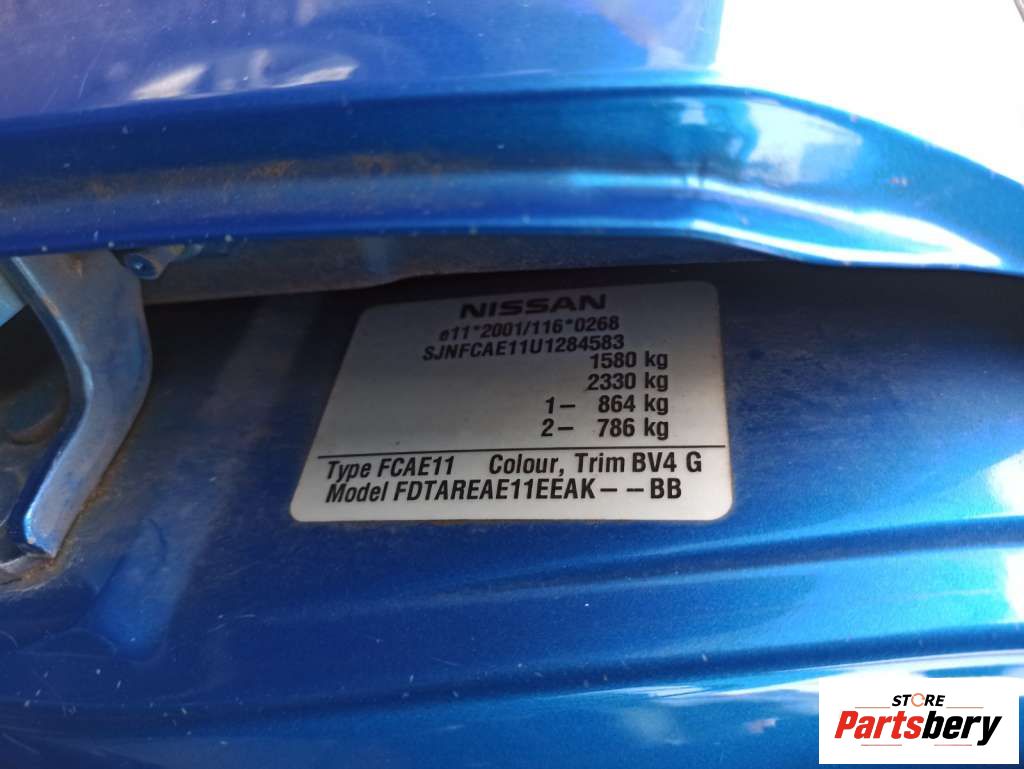 NISSAN
e11*2001/116*0268
SJNFCAE11U1284583
1580 kg
2330 kg
1– 864 kg
2– 786 kg
Type FCAE11 Colour, Trim BV4 G
Model FDTAREAE11EEAK– –BB
STORE
Partsbery